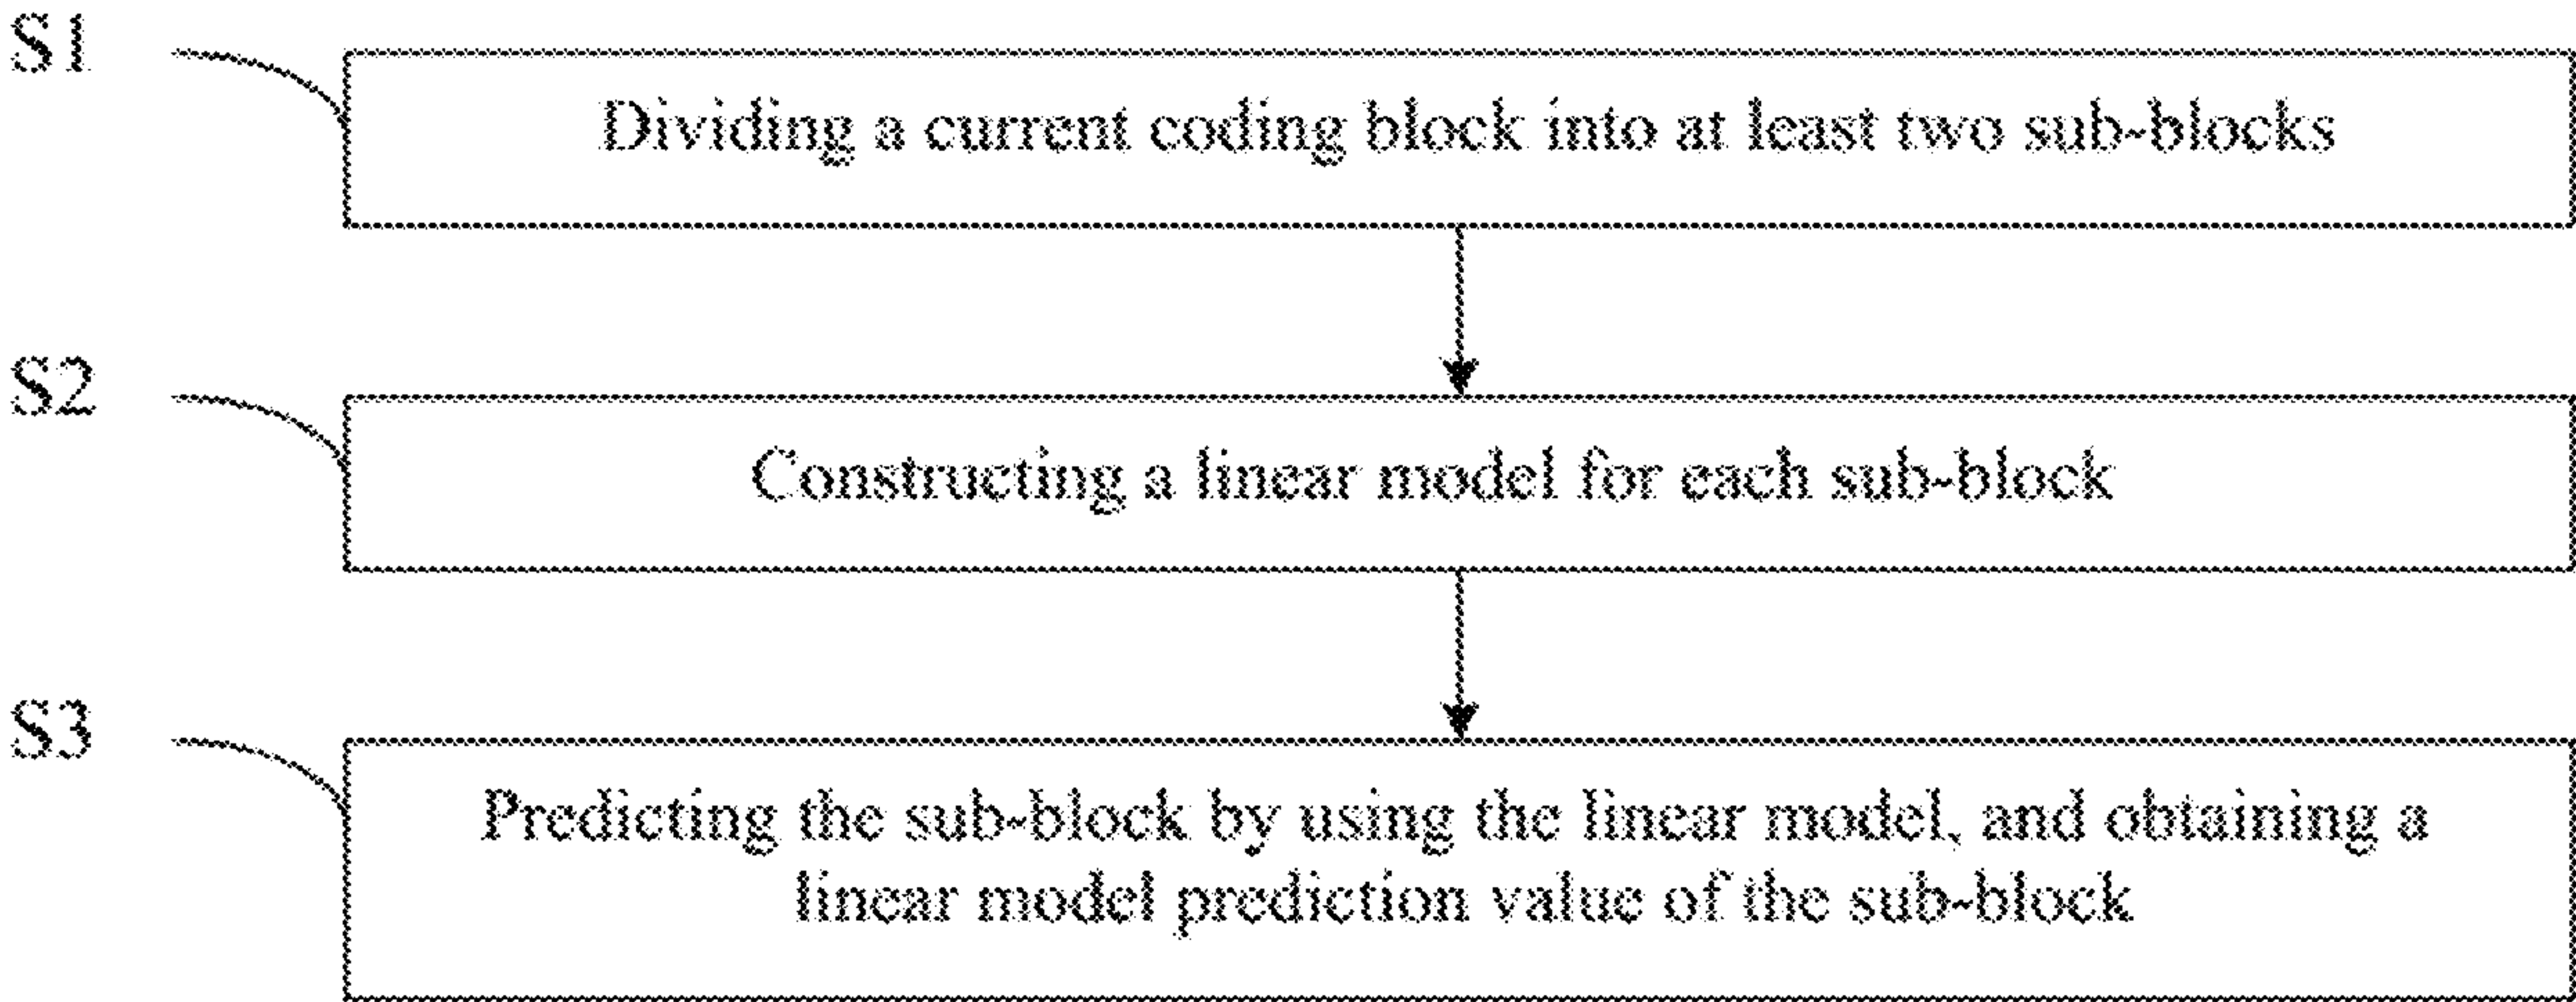 S1
Dividing a current coding block into at least two sub-blocks
S2
Constructing a linear model for each sub-block
S3
Predicting the sub-block by using the linear model, and obtaining a
linear model prediction value of the sub-block